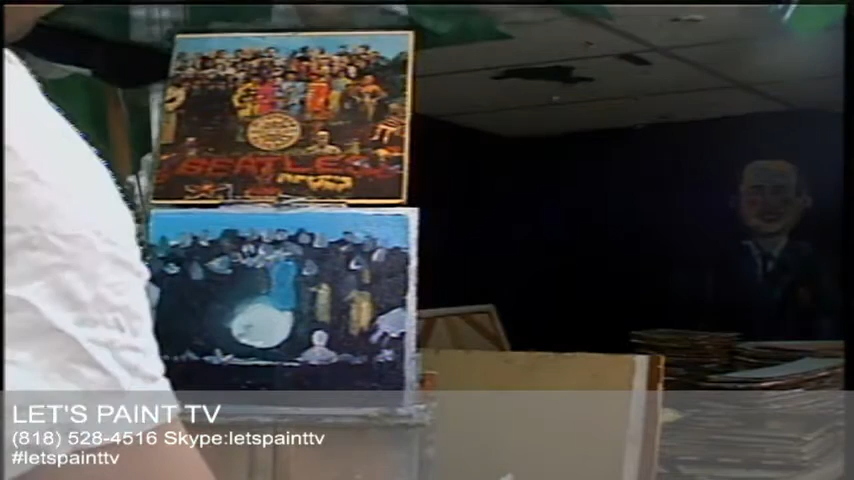 BEATLES
LET'S PAINT TV
(818) 528-4516 Skype:letspainttv
#letspainttv